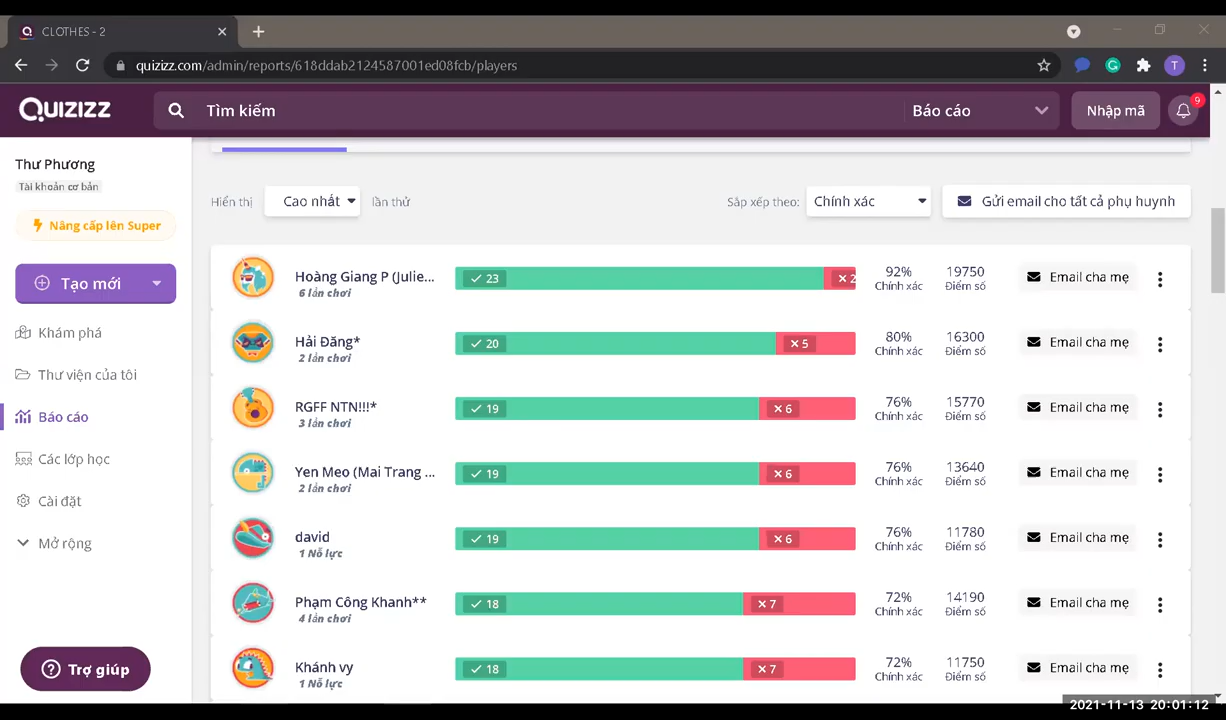 CLOTHES - 2
quizizz.com/admin/reports/618ddab2124587001ed08fcb/players
T
QUIZIZZ
Tìm kiếm
Báo cáo
Nhập mã
9
Thư Phương
Tài khoản cơ bản
Nâng cấp lên Super
Tạo mới
Khám phá
Thư viện của tôi
Báo cáo
Các lớp học
Cài đặt
Mở rộng
Trợ giúp
Hiển thị
Cao nhất
lần thử
Sắp xếp theo:
Chính xác
Gửi email cho tất cả phụ huynh
Hoàng Giang P (Julie...
6 lần chơi
23
2
92%
Chính xác
19750
Điểm số
Email cha mẹ
Hải Đăng*
2 lần chơi
20
5
80%
Chính xác
16300
Điểm số
Email cha mẹ
RGFF NTN!!!*
3 lần chơi
19
6
76%
Chính xác
15770
Điểm số
Email cha mẹ
Yen Meo (Mai Trang ...
2 lần chơi
19
6
76%
Chính xác
13640
Điểm số
Email cha mẹ
david
1 Nỗ lực
19
6
76%
Chính xác
11780
Điểm số
Email cha mẹ
Phạm Công Khanh**
4 lần chơi
18
7
72%
Chính xác
14190
Điểm số
Email cha mẹ
Khánh vy
1 Nỗ lực
18
7
72%
Chính xác
11750
Điểm số
Email cha mẹ
2021-11-13 20:01:12